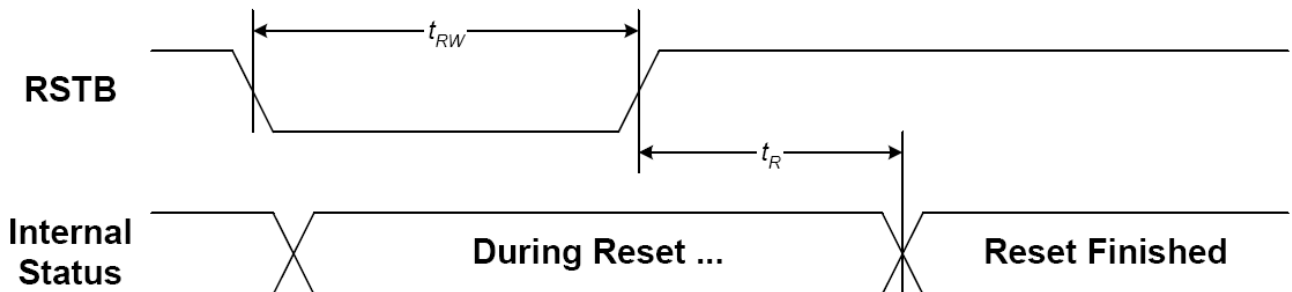 t_RW
RSTB
t_R
Internal
Status
During Reset ...
Reset Finished